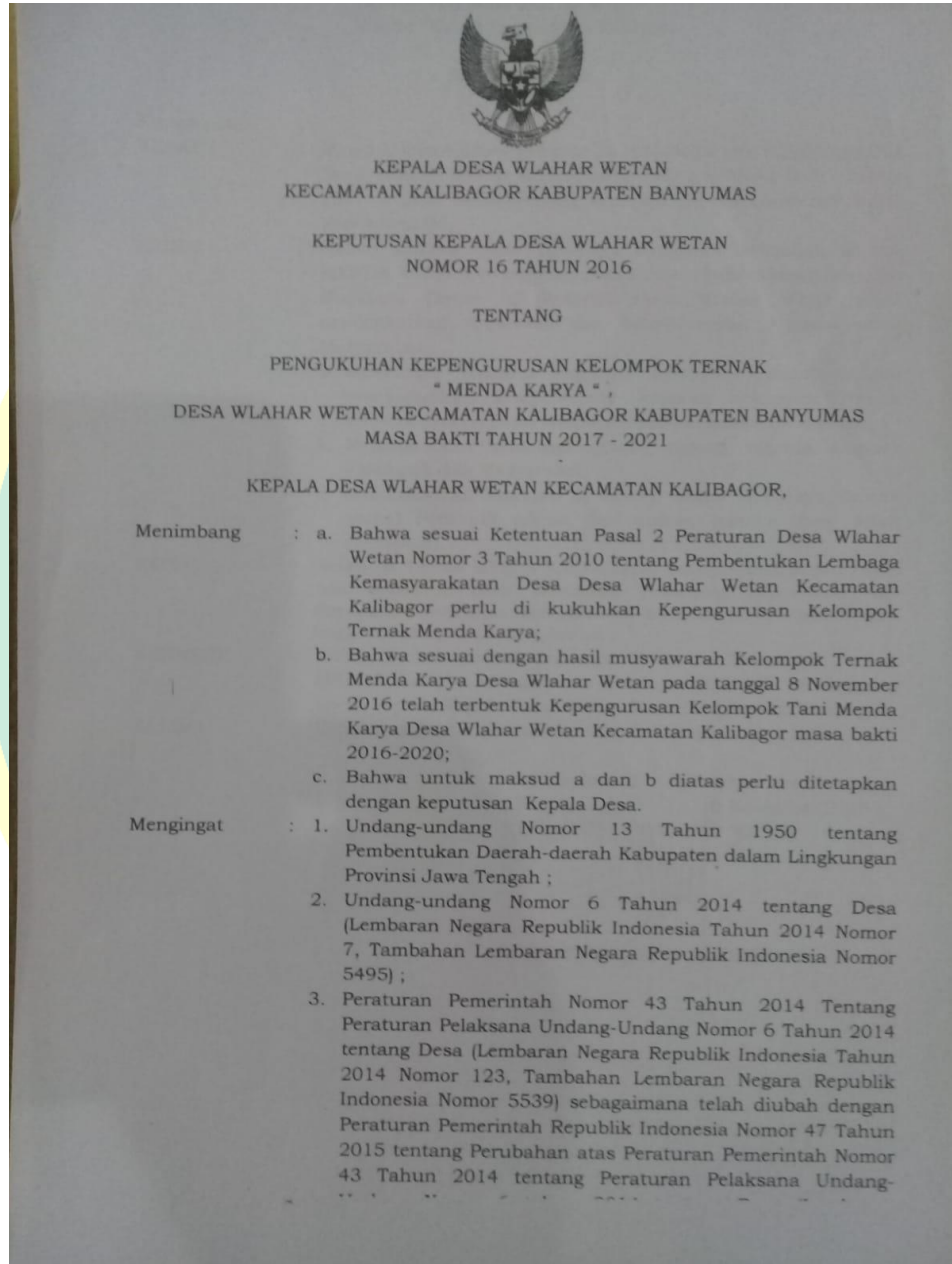 KEPALA DESA WLAHAR WETAN
KECAMATAN KALIBAGOR KABUPATEN BANYUMAS
KEPUTUSAN KEPALA DESA WLAHAR WETAN
NOMOR 16 TAHUN 2016
TENTANG
PENGUKUHAN KEPENGURUSAN KELOMPOK TERNAK
" MENDA KARYA " ,
DESA WLAHAR WETAN KECAMATAN KALIBAGOR KABUPATEN BANYUMAS
MASA BAKTI TAHUN 2017 - 2021
KEPALA DESA WLAHAR WETAN KECAMATAN KALIBAGOR,
Menimbang : a. Bahwa sesuai Ketentuan Pasal 2 Peraturan Desa Wlahar
Wetan Nomor 3 Tahun 2010 tentang Pembentukan Lembaga
Kemasyarakatan Desa Desa Wlahar Wetan Kecamatan
Kalibagor perlu di kukuhkan Kepengurusan Kelompok
Ternak Menda Karya;
b. Bahwa sesuai dengan hasil musyawarah Kelompok Ternak
Menda Karya Desa Wlahar Wetan pada tanggal 8 November
2016 telah terbentuk Kepengurusan Kelompok Tani Menda
Karya Desa Wlahar Wetan Kecamatan Kalibagor masa bakti
2016-2020;
c. Bahwa untuk maksud a dan b diatas perlu ditetapkan
dengan keputusan Kepala Desa.
Mengingat : 1. Undang-undang Nomor 13 Tahun 1950 tentang
Pembentukan Daerah-daerah Kabupaten dalam Lingkungan
Provinsi Jawa Tengah ;
2. Undang-undang Nomor 6 Tahun 2014 tentang Desa
(Lembaran Negara Republik Indonesia Tahun 2014 Nomor
7, Tambahan Lembaran Negara Republik Indonesia Nomor
5495) ;
3. Peraturan Pemerintah Nomor 43 Tahun 2014 Tentang
Peraturan Pelaksana Undang-Undang Nomor 6 Tahun 2014
tentang Desa (Lembaran Negara Republik Indonesia Tahun
2014 Nomor 123, Tambahan Lembaran Negara Republik
Indonesia Nomor 5539) sebagaimana telah diubah dengan
Peraturan Pemerintah Republik Indonesia Nomor 47 Tahun
2015 tentang Perubahan atas Peraturan Pemerintah Nomor
43 Tahun 2014 tentang Peraturan Pelaksana Undang-